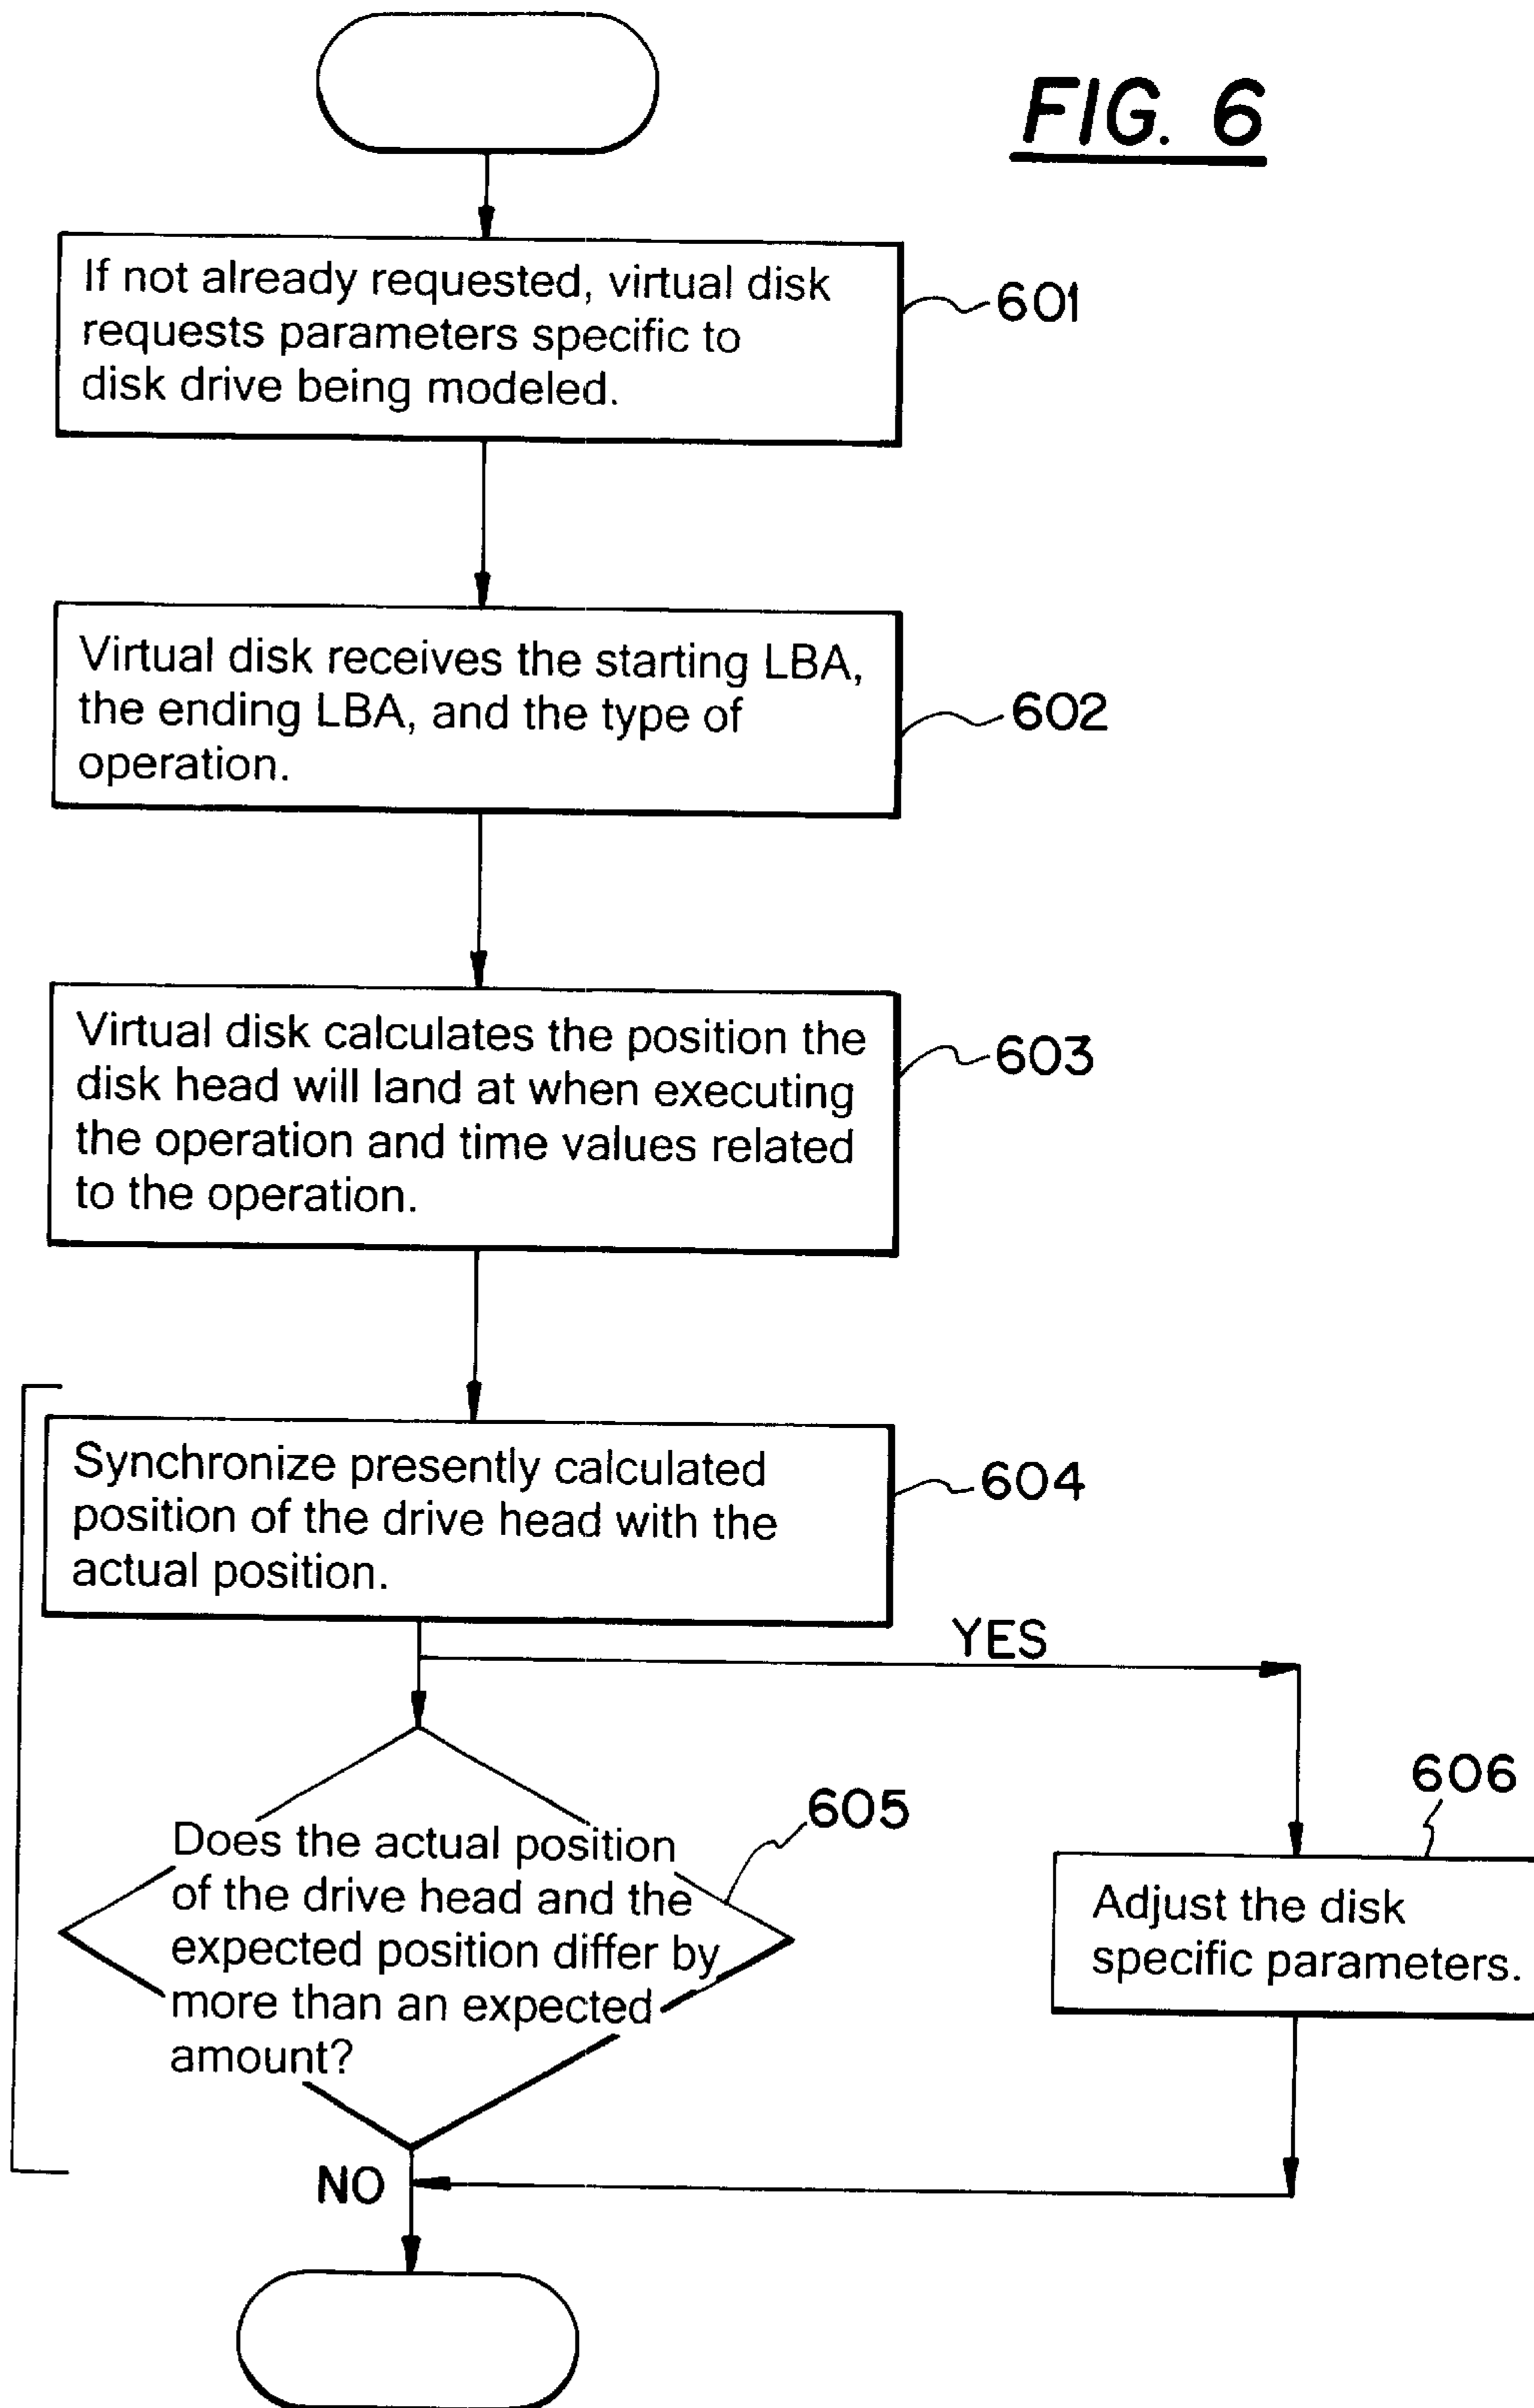 FIG. 6
If not already requested, virtual disk
requests parameters specific to
disk drive being modeled.
601
Virtual disk receives the starting LBA,
the ending LBA, and the type of
operation.
602
Virtual disk calculates the position the
disk head will land at when executing
the operation and time values related
to the operation.
603
Synchronize presently calculated
position of the drive head with the
actual position.
604
YES
605
Does the actual position
of the drive head and the
expected position differ by
more than an expected
amount?
606
Adjust the disk
specific parameters.
NO